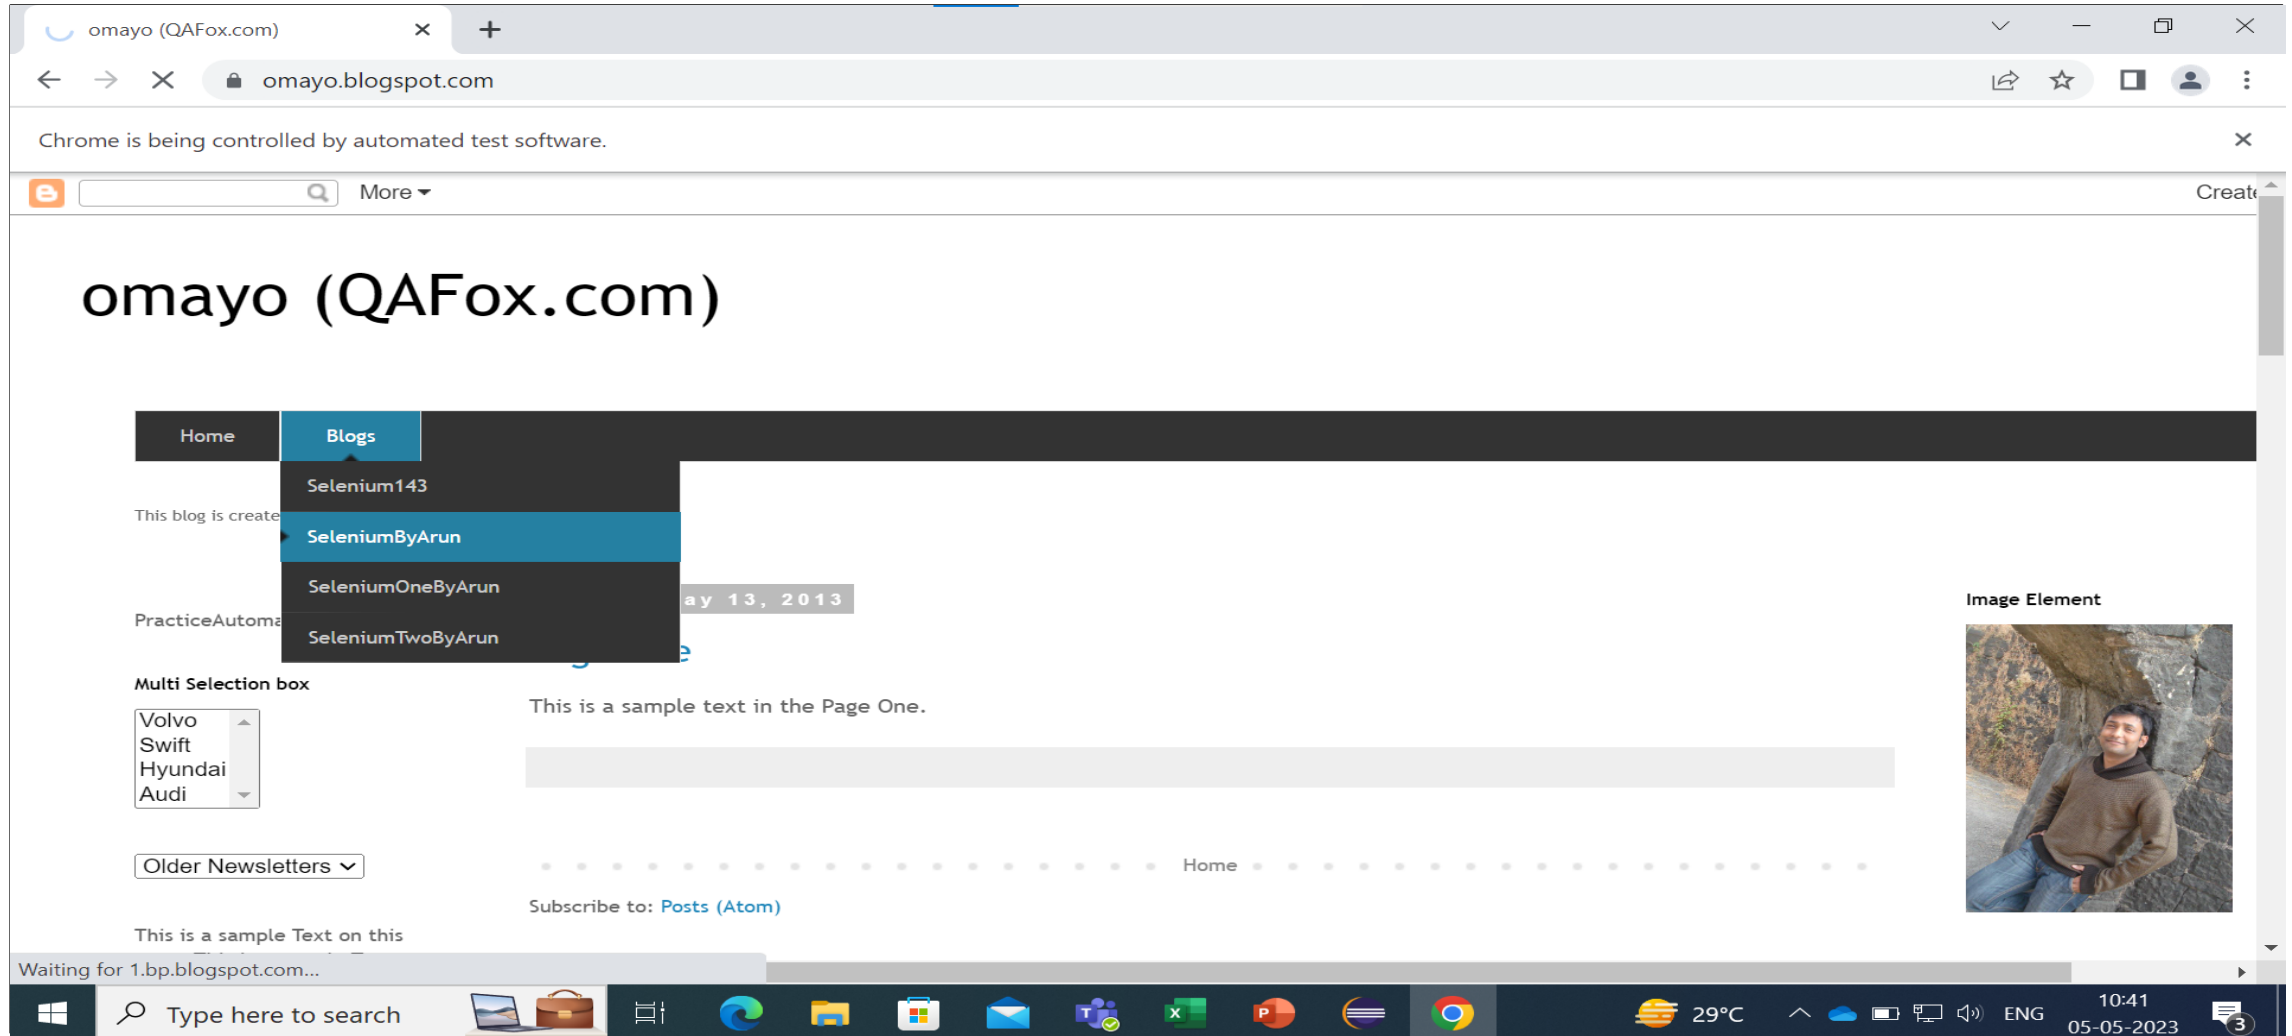 omayo (QAFox.com)
omayo.blogspot.com
Chrome is being controlled by automated test software.
More
Create
omayo (QAFox.com)
Home Blogs
Selenium143
This blog is create
SeleniumByArun
SeleniumOneByArun
ay 13, 2013
PracticeAutoma
SeleniumTwoByArun
e
Multi Selection box
Volvo
Swift
Hyundai
Audi
This is a sample text in the Page One.
Image Element
Older Newsletters
Home
Subscribe to: Posts (Atom)
This is a sample Text on this
Waiting for 1.bp.blogspot.com...
Type here to search
29°C
ENG
10:41
05-05-2023
3